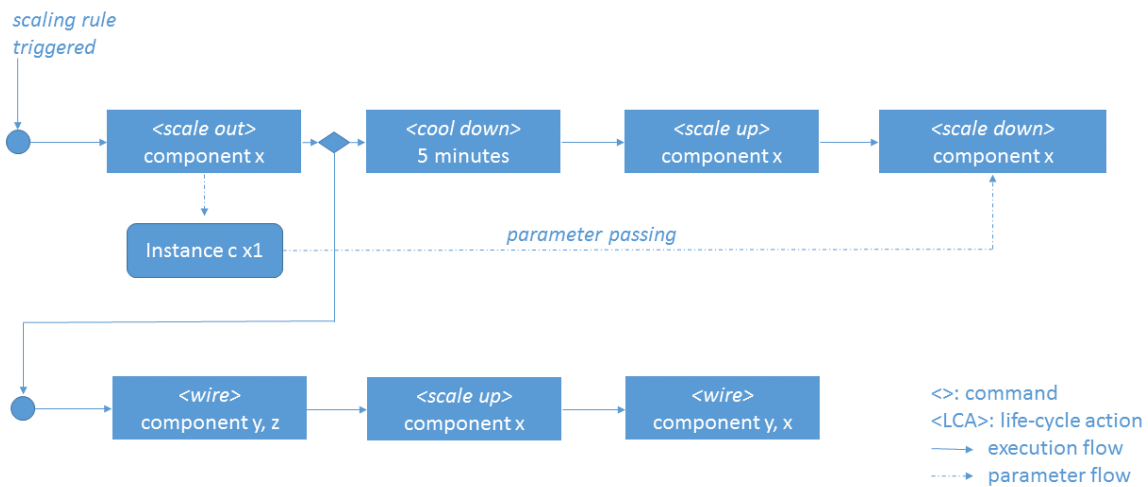 scaling rule
triggered
<scale out>
component x
<cool down>
5 minutes
<scale up>
component x
<scale down>
component x
Instance c x1
parameter passing
<wire>
component y, z
<scale up>
component x
<wire>
component y, x
<>: command
<LCA>: life-cycle action
execution flow
parameter flow